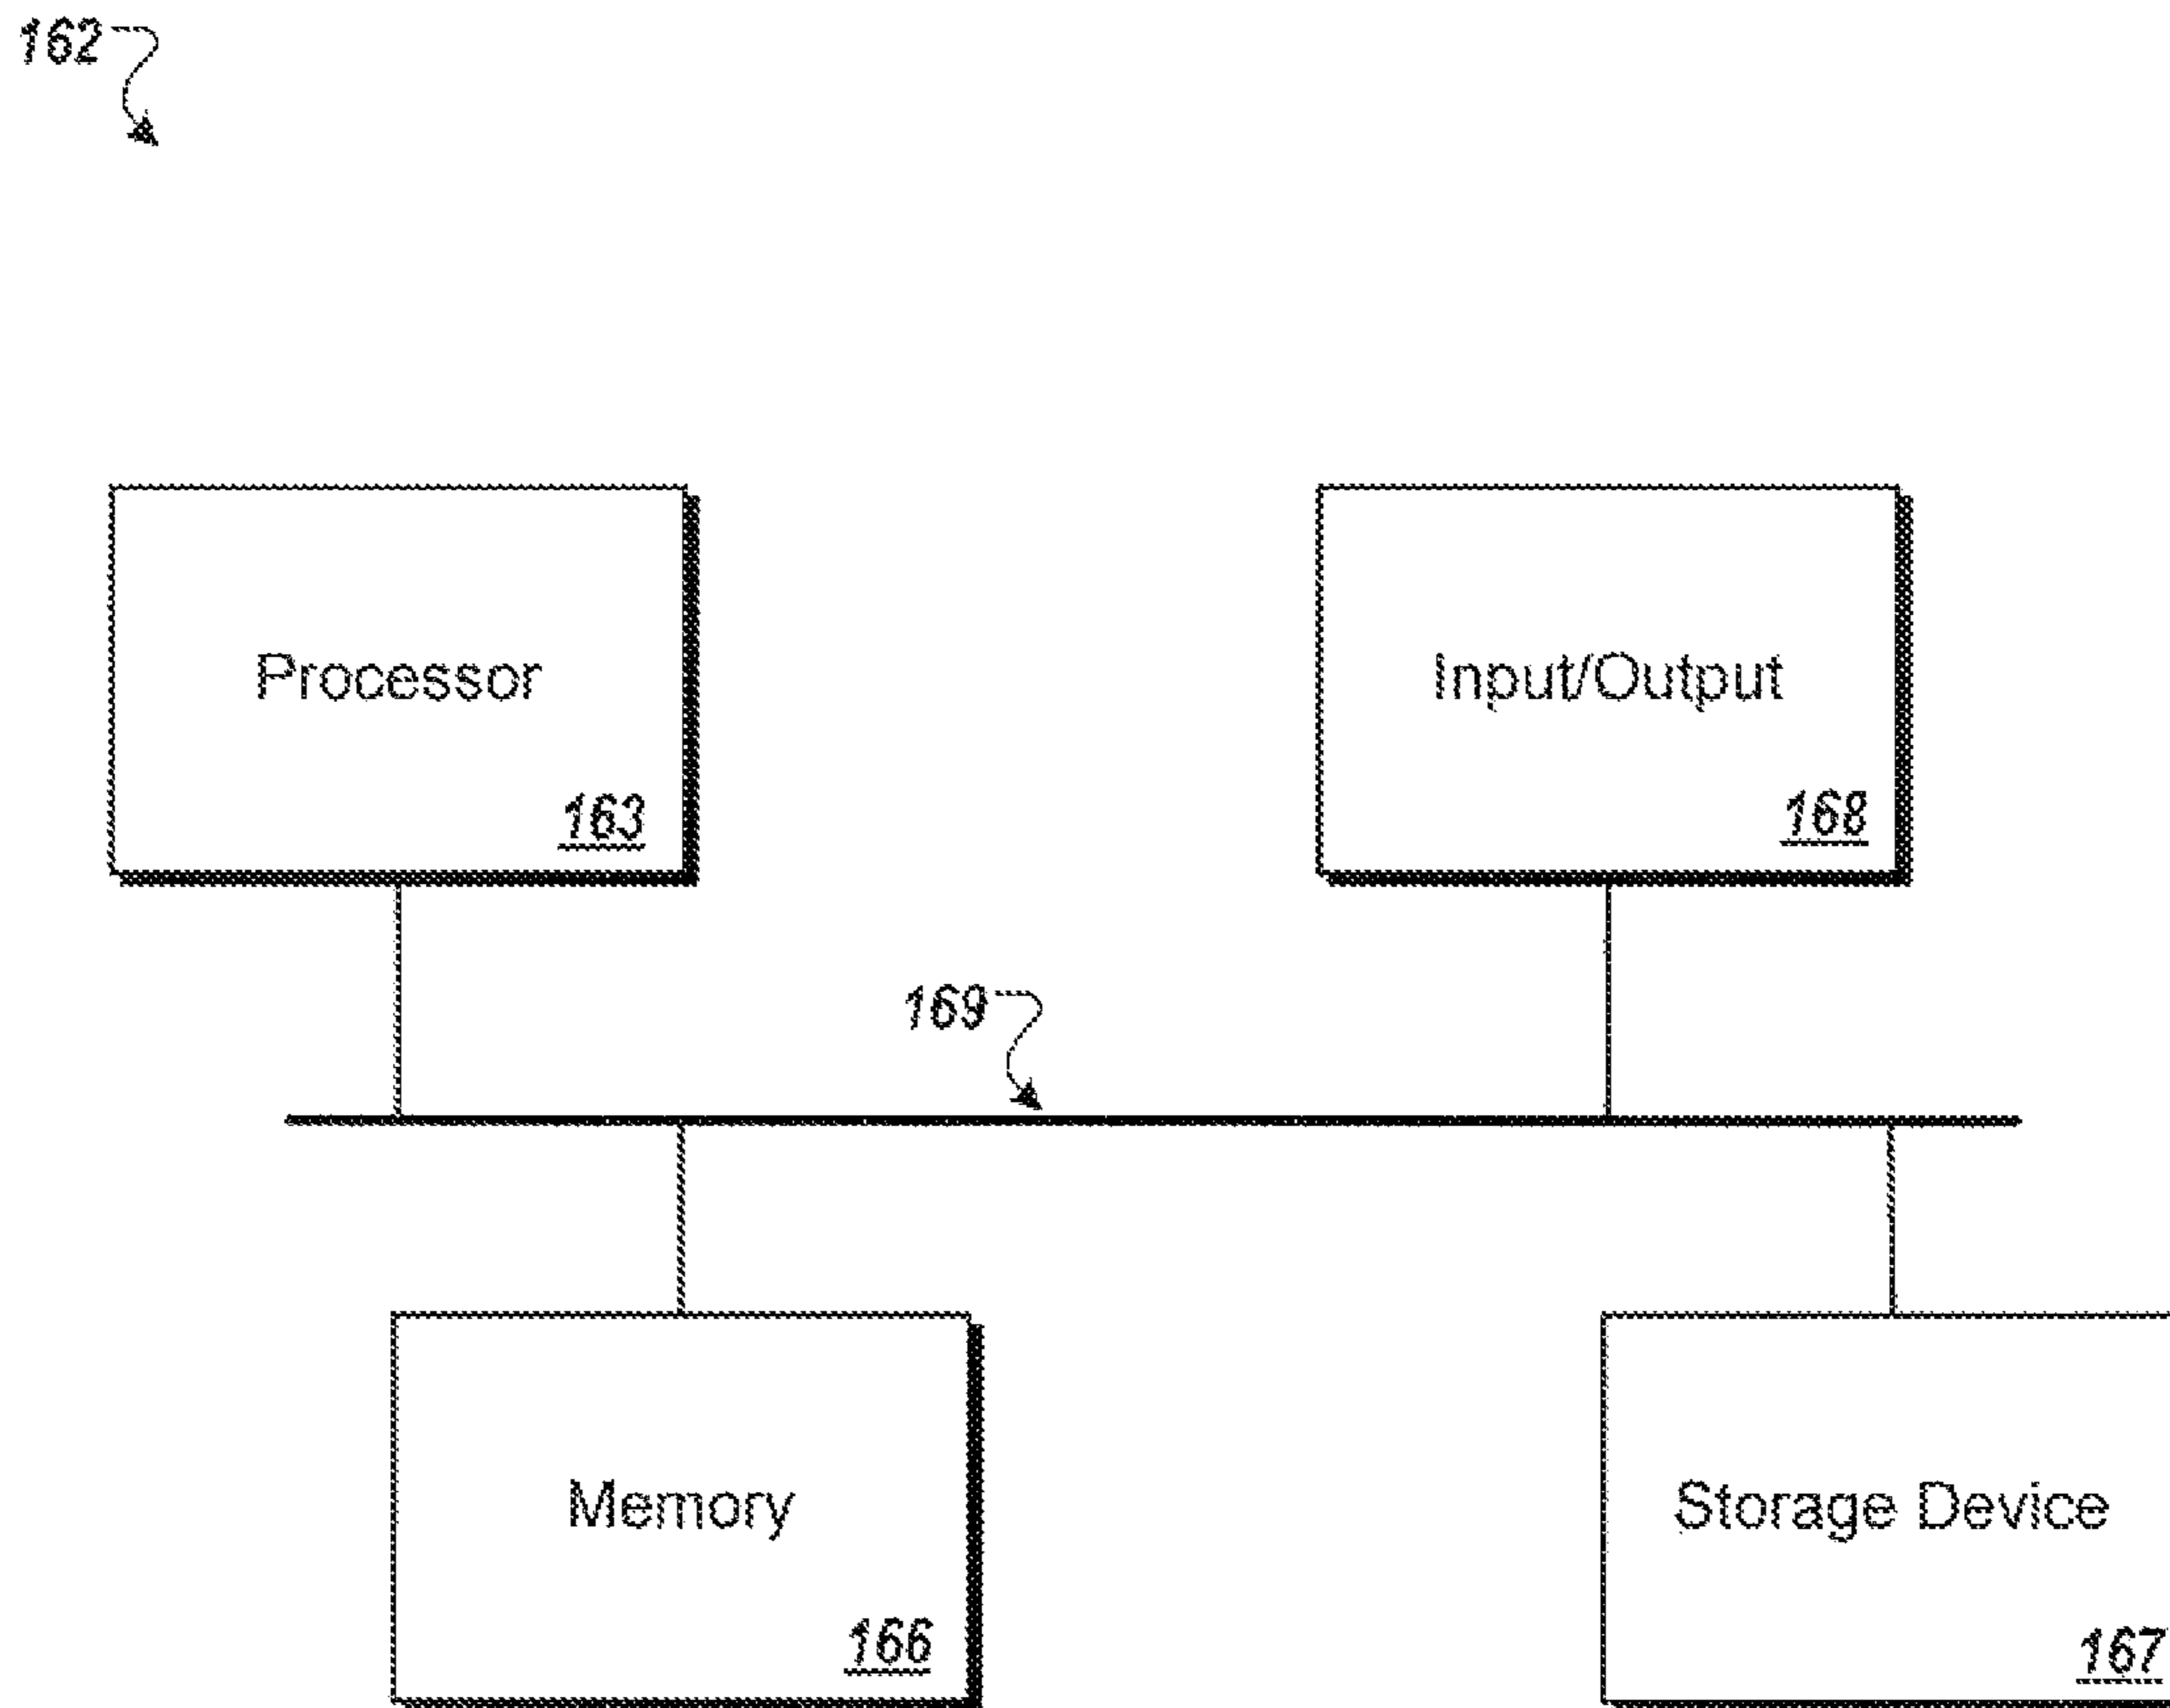 162
Processor
163
Input/Output
168
169
Memory
166
Storage Device
167